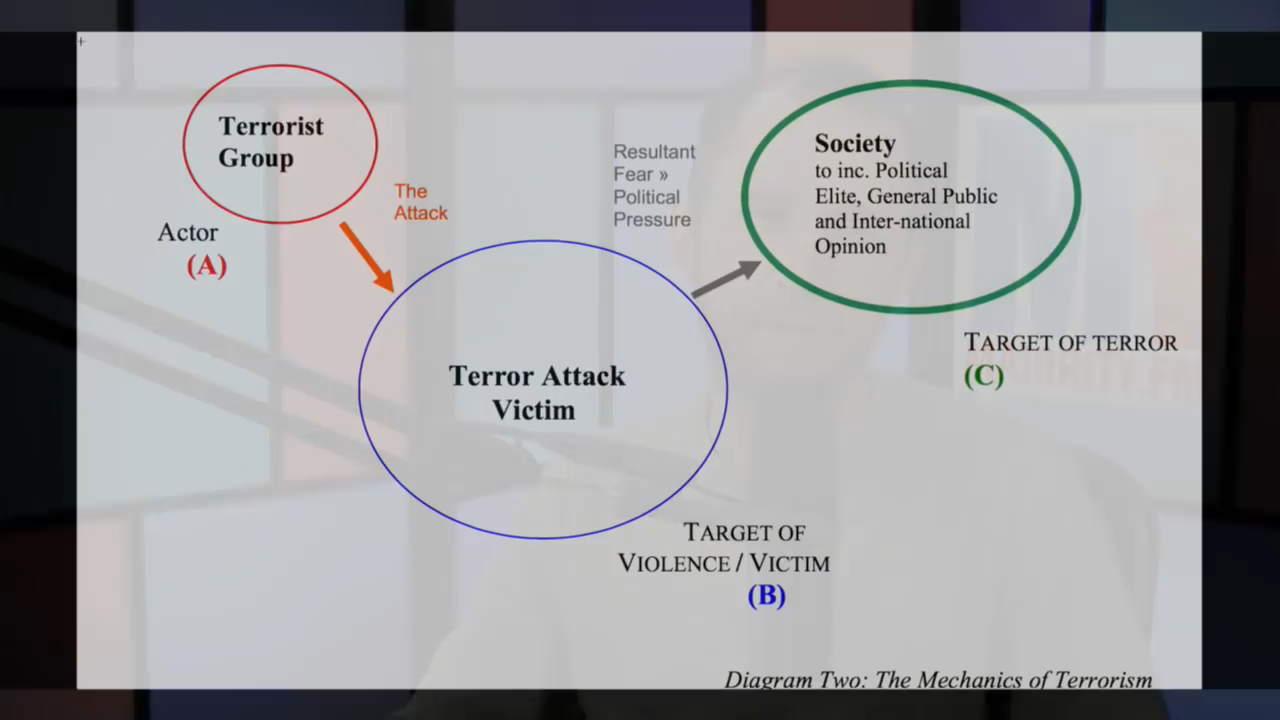 Terrorist
Group
Actor
(A)
The
Attack
Terror Attack
Victim
TARGET OF
VIOLENCE / VICTIM
(B)
Resultant
Fear »
Political
Pressure
Society
to inc. Political
Elite, General Public
and Inter-national
Opinion
TARGET OF TERROR
(C)
Diagram Two: The Mechanics of Terrorism